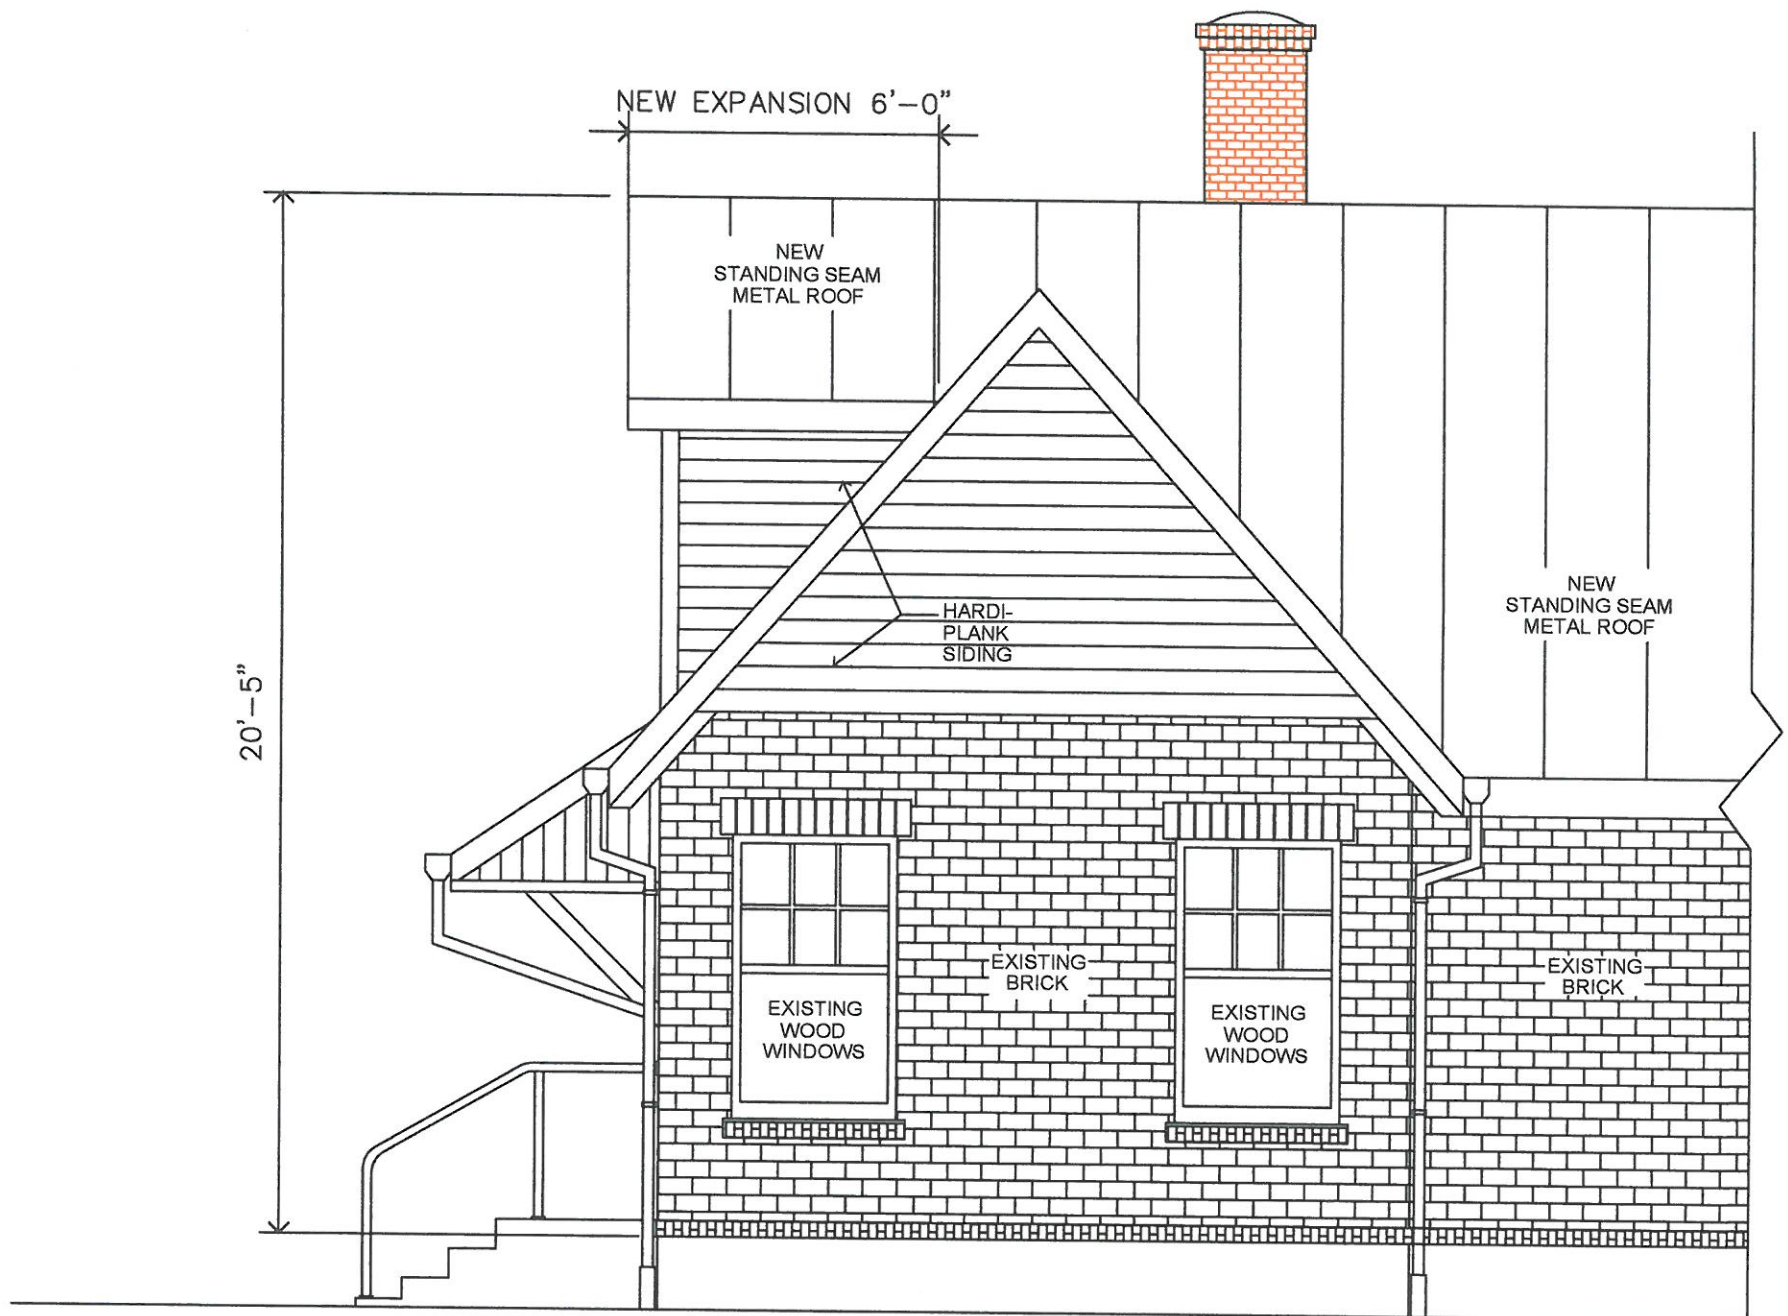 NEW EXPANSION 6'-0"
NEW
STANDING SEAM
METAL ROOF
HARDI-
PLANK
SIDING
NEW
STANDING SEAM
METAL ROOF
20'-5"
EXISTING
BRICK
EXISTING
BRICK
EXISTING
WOOD
WINDOWS
EXISTING
WOOD
WINDOWS